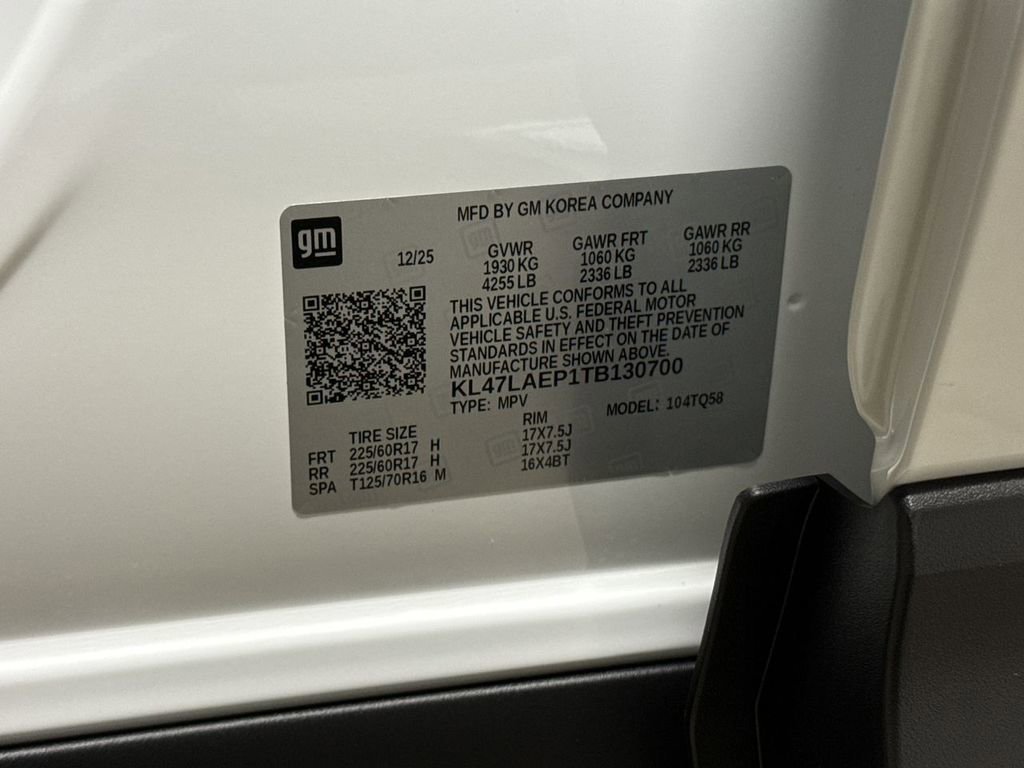 gm
MFD BY GM KOREA COMPANY
12/25
GVWR GAWR FRT GAWR RR
1930 KG 1060 KG 1060 KG
4255 LB 2336 LB 2336 LB
THIS VEHICLE CONFORMS TO ALL
APPLICABLE U.S. FEDERAL MOTOR
VEHICLE SAFETY AND THEFT PREVENTION
STANDARDS IN EFFECT ON THE DATE OF
MANUFACTURE SHOWN ABOVE.
KL47LAEP1TB130700
TYPE: MPV MODEL: 104TQ58
TIRE SIZE RIM
FRT 225/60R17 H 17X7.5J
RR 225/60R17 H 17X7.5J
SPA T125/70R16 M 16X4BT